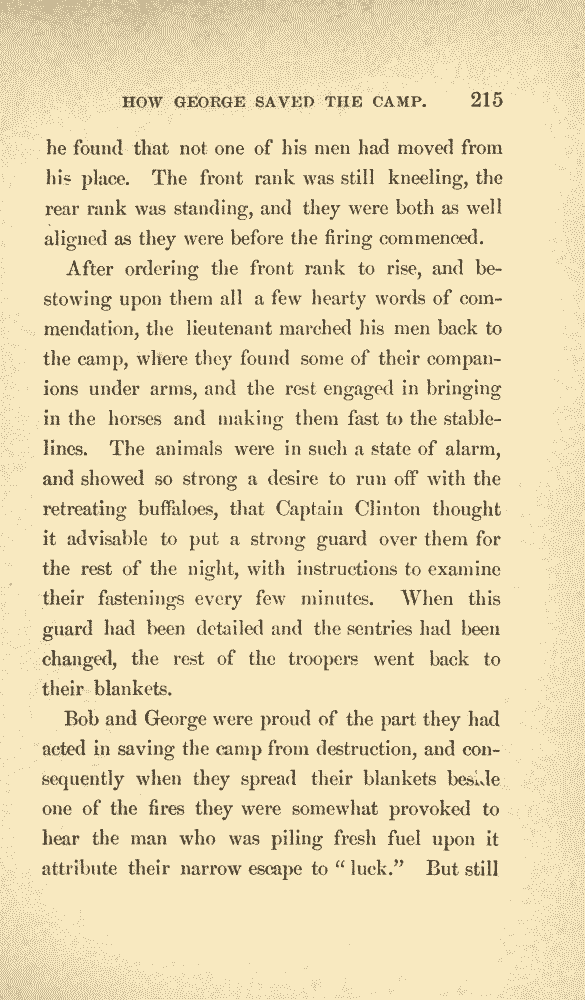 HOW GEORGE SAVED THE CAMP. 215
he found that not one of his men had moved from
his place. The front rank was still kneeling, the
rear rank was standing, and they were both as well
aligned as they were before the firing commenced.
After ordering the front rank to rise, and be-
stowing upon them all a few hearty words of com-
mendation, the lieutenant marched his men back to
the camp, where they found some of their compan-
ions under arms, and the rest engaged in bringing
in the horses and making them fast to the stable-
lines. The animals were in such a state of alarm,
and showed so strong a desire to run off with the
retreating buffaloes, that Captain Clinton thought
it advisable to put a strong guard over them for
the rest of the night, with instructions to examine
their fastenings every few minutes. When this
guard had been detailed and the sentries had been
changed, the rest of the troopers went back to
their blankets.
Bob and George were proud of the part they had
acted in saving the camp from destruction, and con-
sequently when they spread their blankets beside
one of the fires they were somewhat provoked to
hear the man who was piling fresh fuel upon it
attribute their narrow escape to “ luck.” But still